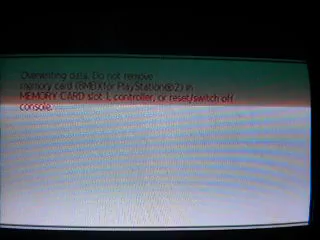 Overwriting data. Do not remove
memory card (8MB)(for PlayStation®2) in
MEMORY CARD slot 1, controller, or reset/switch off
console.